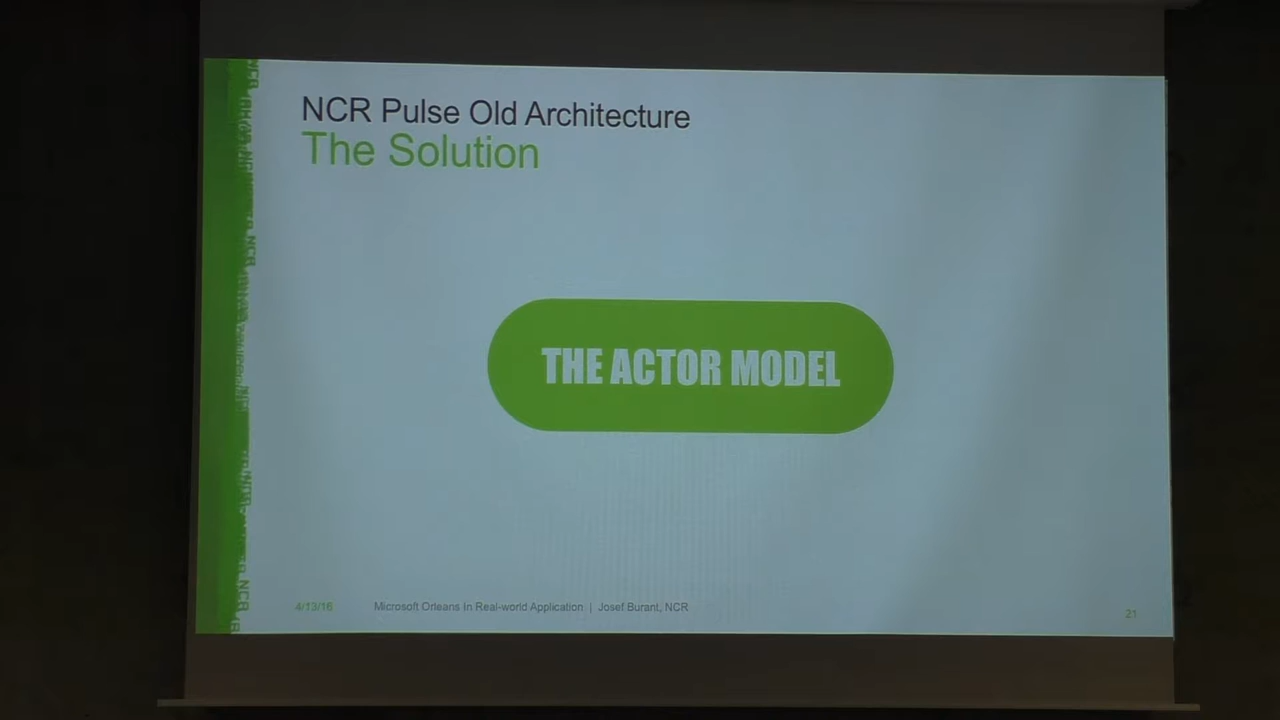 NCR Pulse Old Architecture
The Solution
THE ACTOR MODEL
4/13/16 Microsoft Orleans In Real-world Application | Josef Burant, NCR 21